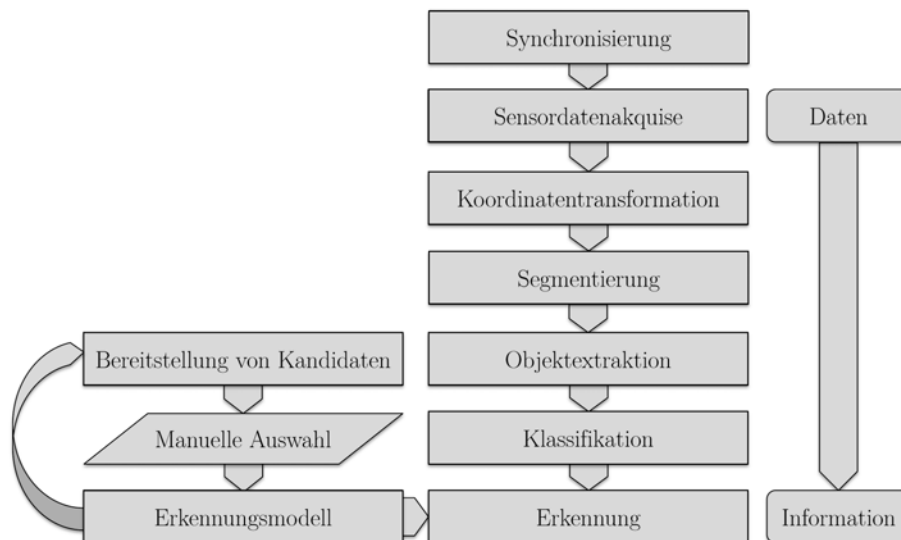 Synchronisierung
Sensordatenakquise
Daten
Koordinatentransformation
Segmentierung
Bereitstellung von Kandidaten
Objektextraktion
Manuelle Auswahl
Klassifikation
Erkennungsmodell
Erkennung
Information